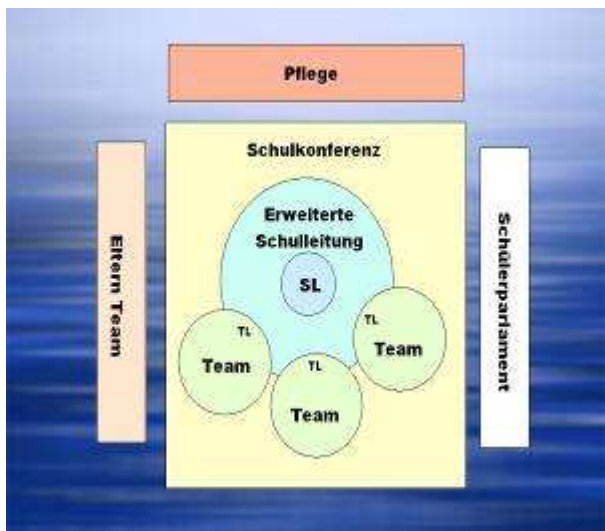 Pflege
Schulkonferenz
Erweiterte
Schulleitung
SL
Eltern Team
Schülerparlament
TL
Team
TL
Team
TL
Team